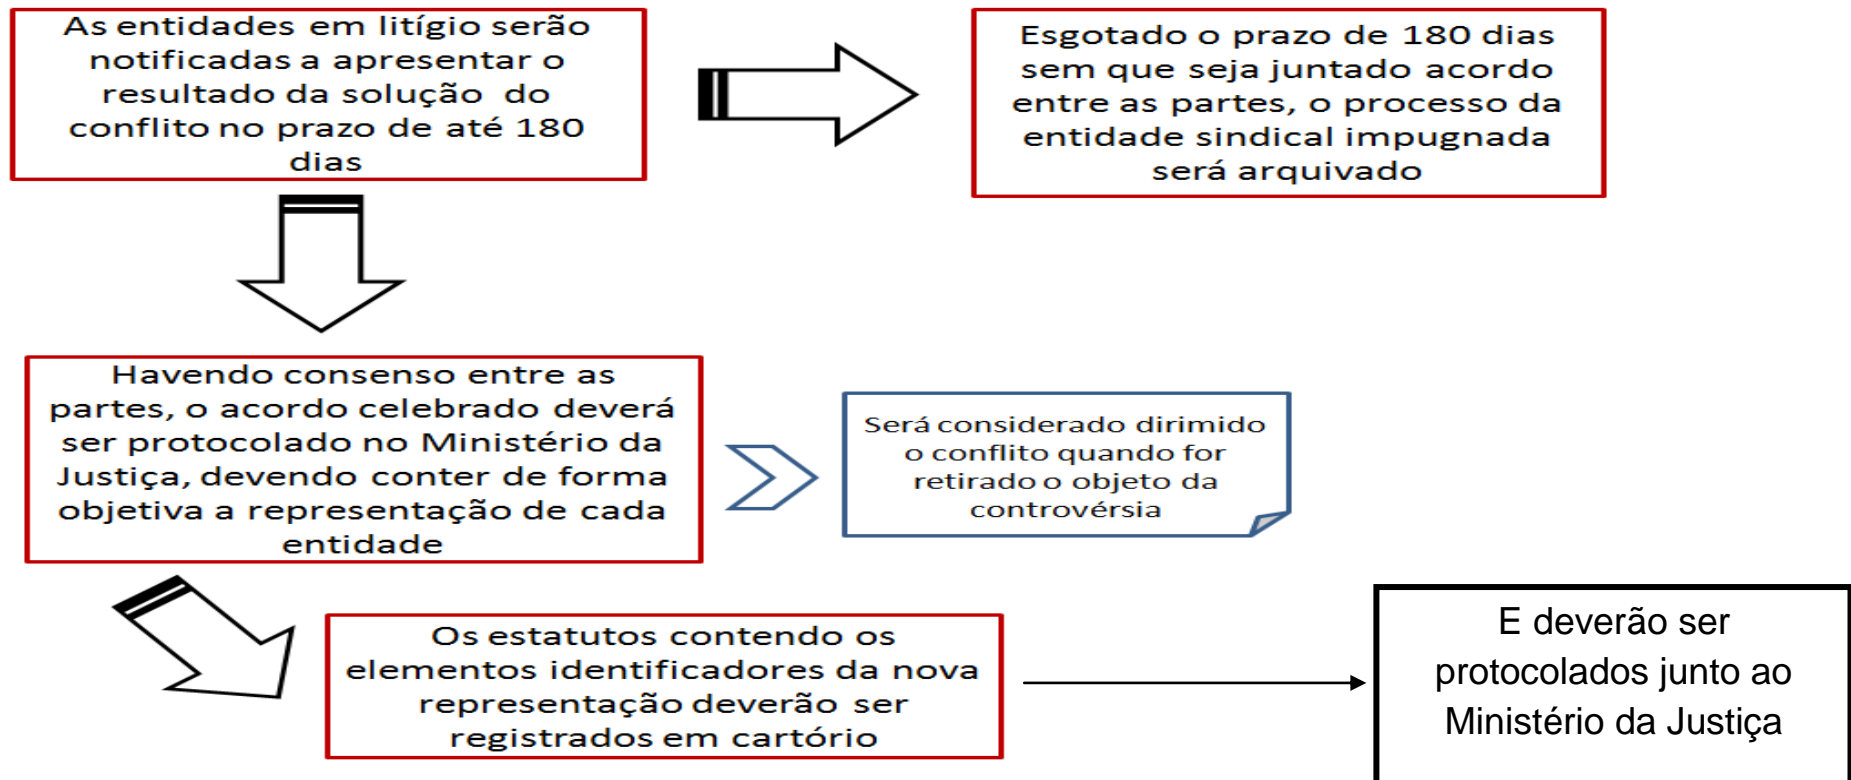 As entidades em litígio serão
notificadas a apresentar o
resultado da solução do
conflito no prazo de até 180
dias
Esgotado o prazo de 180 dias
sem que seja juntado acordo
entre as partes, o processo da
entidade sindical impugnada
será arquivado
Havendo consenso entre as
partes, o acordo celebrado deverá
ser protocolado no Ministério da
Justiça, devendo conter de forma
objetiva a representação de cada
entidade
Será considerado dirimido
o conflito quando for
retirado o objeto da
controvérsia
Os estatutos contendo os
elementos identificadores da nova
representação deverão ser
registrados em cartório
E deverão ser
protocolados junto ao
Ministério da Justiça